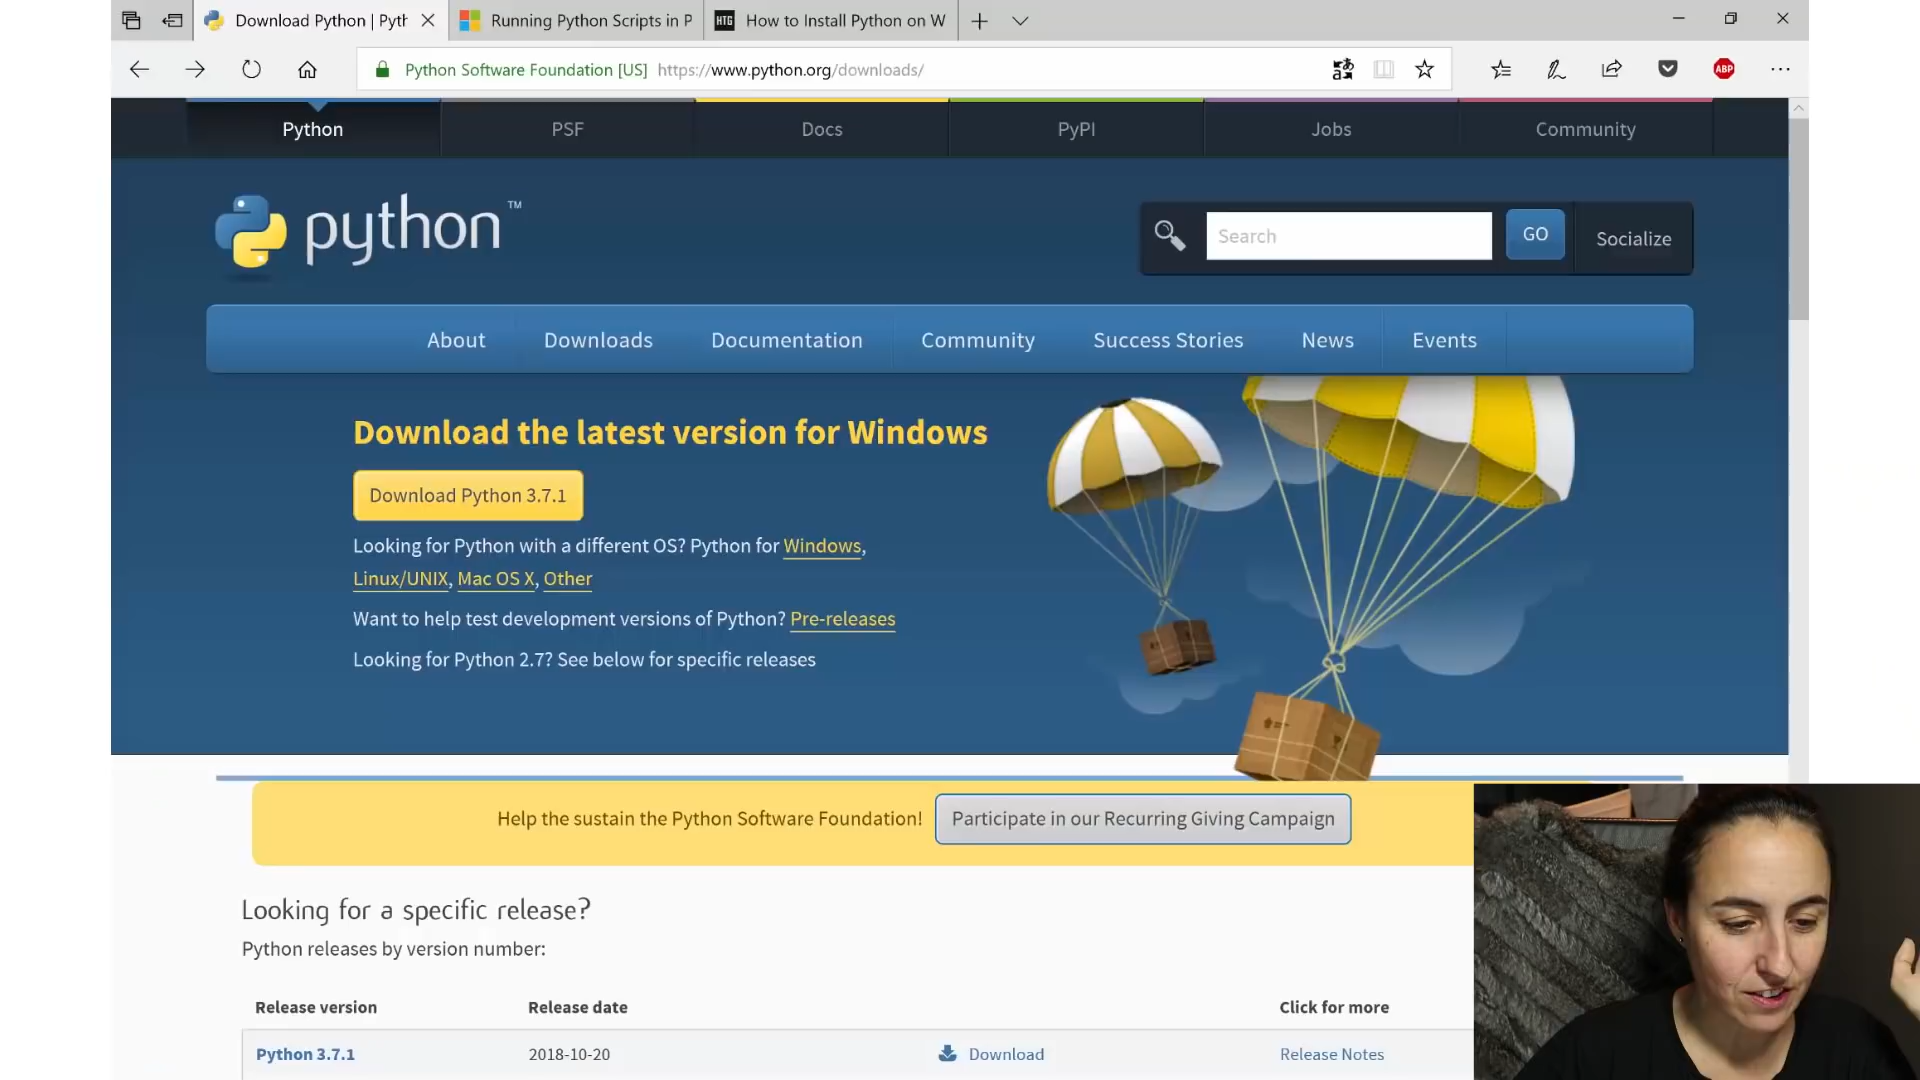 Download Python | Pyth
Running Python Scripts in P
HTG
How to Install Python on W
Python Software Foundation [US] https://www.python.org/downloads/
ABP
Python
PSF
Docs
PyPI
Jobs
Community
python™
Search
GO
Socialize
About
Downloads
Documentation
Community
Success Stories
News
Events
Download the latest version for Windows
Download Python 3.7.1
Looking for Python with a different OS? Python for Windows,
Linux/UNIX, Mac OS X, Other
Want to help test development versions of Python? Pre-releases
Looking for Python 2.7? See below for specific releases
Help the sustain the Python Software Foundation!
Participate in our Recurring Giving Campaign
Looking for a specific release?
Python releases by version number:
Release version
Release date
Click for more
Python 3.7.1
2018-10-20
Download
Release Notes